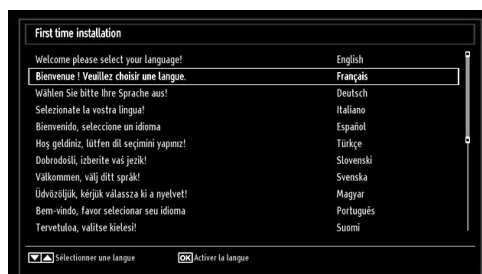 First time installation
Welcome please select your language! English
Bienvenue ! Veuillez choisir une langue. Français
Wählen Sie bitte Ihre Sprache aus! Deutsch
Selezionate la vostra lingua! Italiano
Bienvenido, seleccione un idioma Español
Hoş geldiniz, lütfen dil seçimini yapınız! Türkçe
Dobrodošli, izberite vaš jezik! Slovenski
Välkommen, välj ditt språk! Svenska
Üdvözöljük, kérjük válassza ki a nyelvet! Magyar
Bem-vindo, favor selecionar seu idioma Português
Tervetuloa, valitse kielesi! Suomi
Sélectionner une langue OK Activer la langue